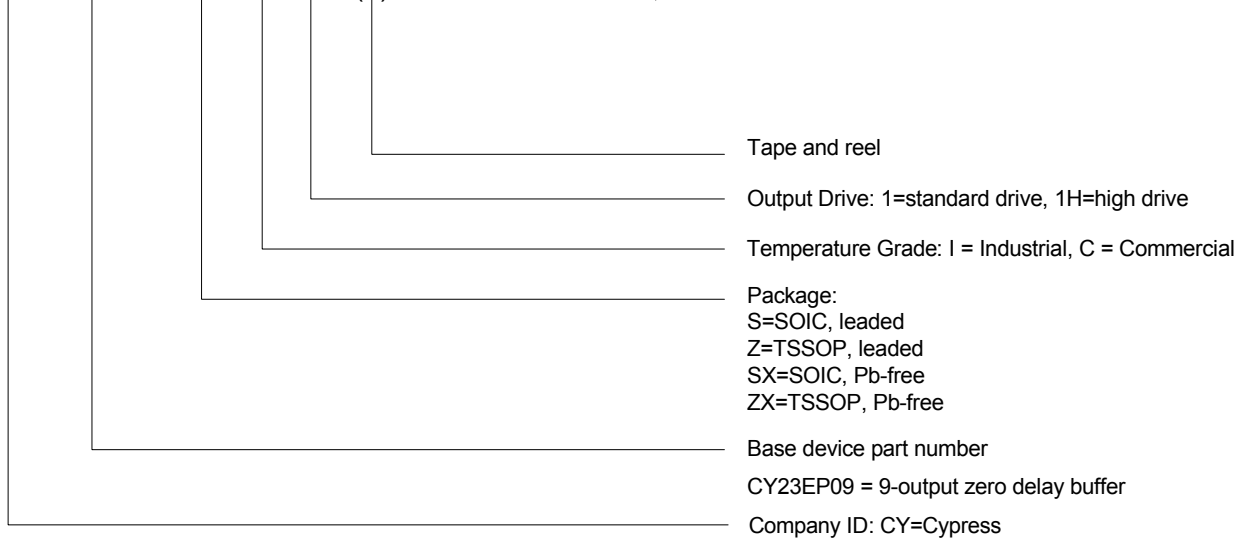 Tape and reel
Output Drive: 1=standard drive, 1H=high drive
Temperature Grade: I = Industrial, C = Commercial
Package:
S=SOIC, leaded
Z=TSSOP, leaded
SX=SOIC, Pb-free
ZX=TSSOP, Pb-free
Base device part number
CY23EP09 = 9-output zero delay buffer
Company ID: CY=Cypress